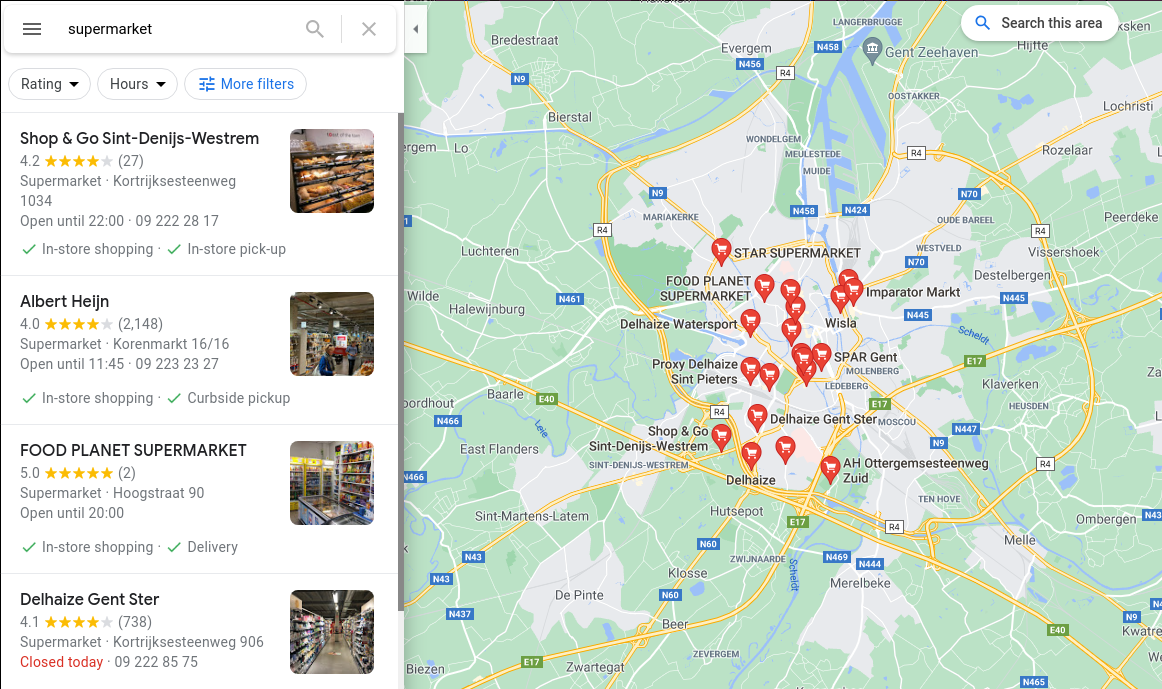 supermarket
Search this area
Rating
Hours
More filters
Shop & Go Sint-Denijs-Westrem
4.2 (27)
Supermarket · Kortrijksesteenweg
1034
Open until 22:00 · 09 222 28 17
In-store shopping · In-store pick-up
Albert Heijn
4.0 (2,148)
Supermarket · Korenmarkt 16/16
Open until 11:45 · 09 223 23 27
In-store shopping · Curbside pickup
FOOD PLANET SUPERMARKET
5.0 (2)
Supermarket · Hoogstraat 90
Open until 20:00
In-store shopping · Delivery
Delhaize Gent Ster
4.1 (738)
Supermarket · Kortrijksesteenweg 906
Closed today · 09 222 85 75
LANGERBRUGGE
Bredestraat
Evergem
N458
Gent Zeehaven
Hijfte
ksen
N456
R4
N9
OOSTAKKER
Lochristi
Bierstal
WONDELGEM
ergem
Lo
MEULESTEDE
R4
Rozelaar
MUIDE
N9
N70
MARIAKERKE
N458
N424
OUDE BAREEL
Peerdeke
R4
R4
Luchteren
STAR SUPERMARKET
WESTVELD
Vissershoek
N70
Destelbergen
FOOD PLANET
SUPERMARKET
Imparator Markt
Wilde
N461
N445
Halewijnburg
N445
Delhaize Watersport
Wisla
Scheldt
SPAR Gent
E17
Proxy Delhaize
Sint Pieters
MOLENBERG
Za
LEDEBERG
Klaverken
Baarle
E40
oordhout
R4
E17
HEUSDEN
N466
Delhaize Gent Ster
MOSCOU
Leie
Shop & Go
Sint-Denijs-Westrem
N447
East Flanders
N9
SINT-DENIJS-WESTREM
AH Ottergemsesteenweg
Zuid
R4
N466
Delhaize
TEN HOVE
Hutsepot
Sint-Martens-Latem
E17
Ombergen
N43
R4
Melle
N60
N43
ZWIJNAARDE
N469
N444
Klosse
Scheldt
N43
Merelbeke
De Pinte
N60
N437
Beer
N9
E40
Kwatre
ZEVERGEM
E17
Zwartegat
Biezen
N465